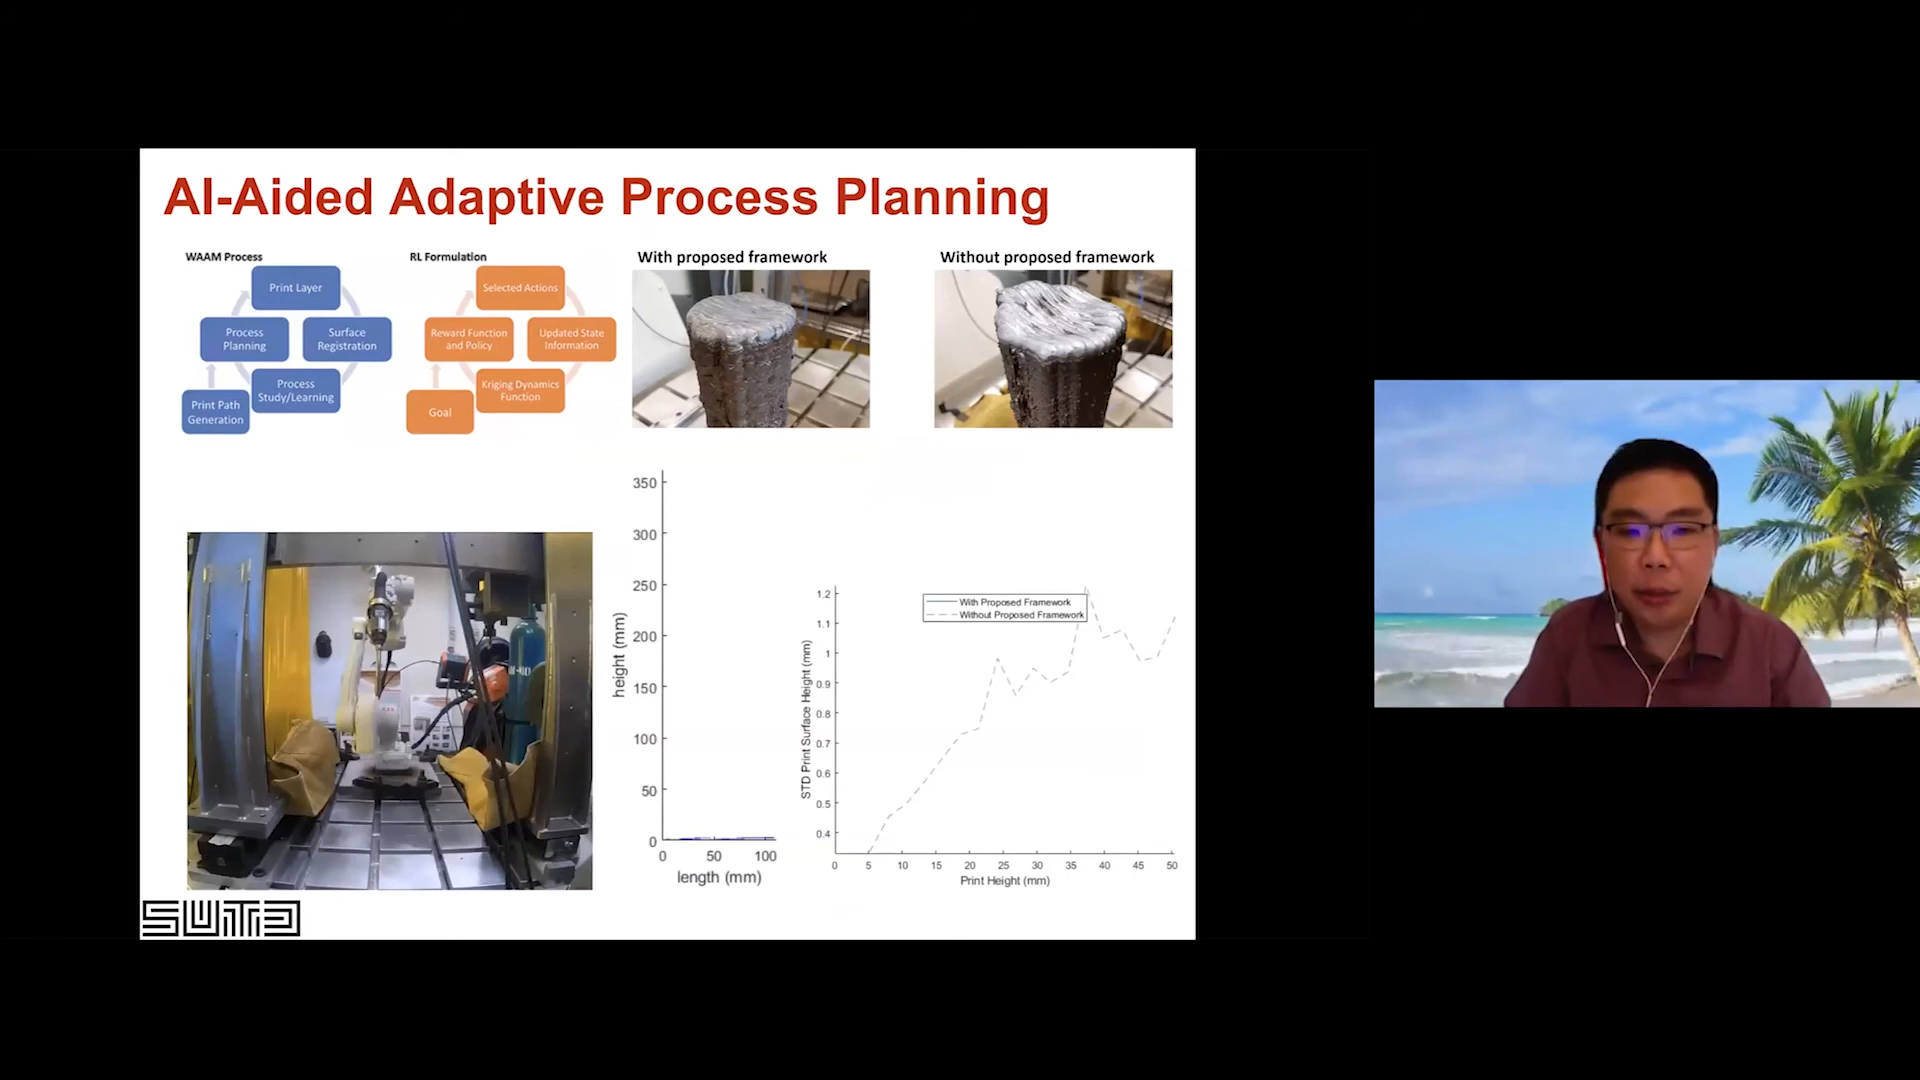 AI-Aided Adaptive Process Planning
WAAM Process
Print Layer
Process
Planning
Surface
Registration
Process
Study/Learning
Print Path
Generation
RL Formulation
Selected Actions
Reward Function
and Policy
Updated State
Information
Kriging Dynamics
Function
Goal
With proposed framework
Without proposed framework
350
300
250
200
150
100
50
0
height (mm)
0 50 100
length (mm)
With Proposed Framework
Without Proposed Framework
1.2
1.1
1
0.9
0.8
0.7
0.6
0.5
0.4
STD Print Surface Height (mm)
0 5 10 15 20 25 30 35 40 45 50
Print Height (mm)
SUTD